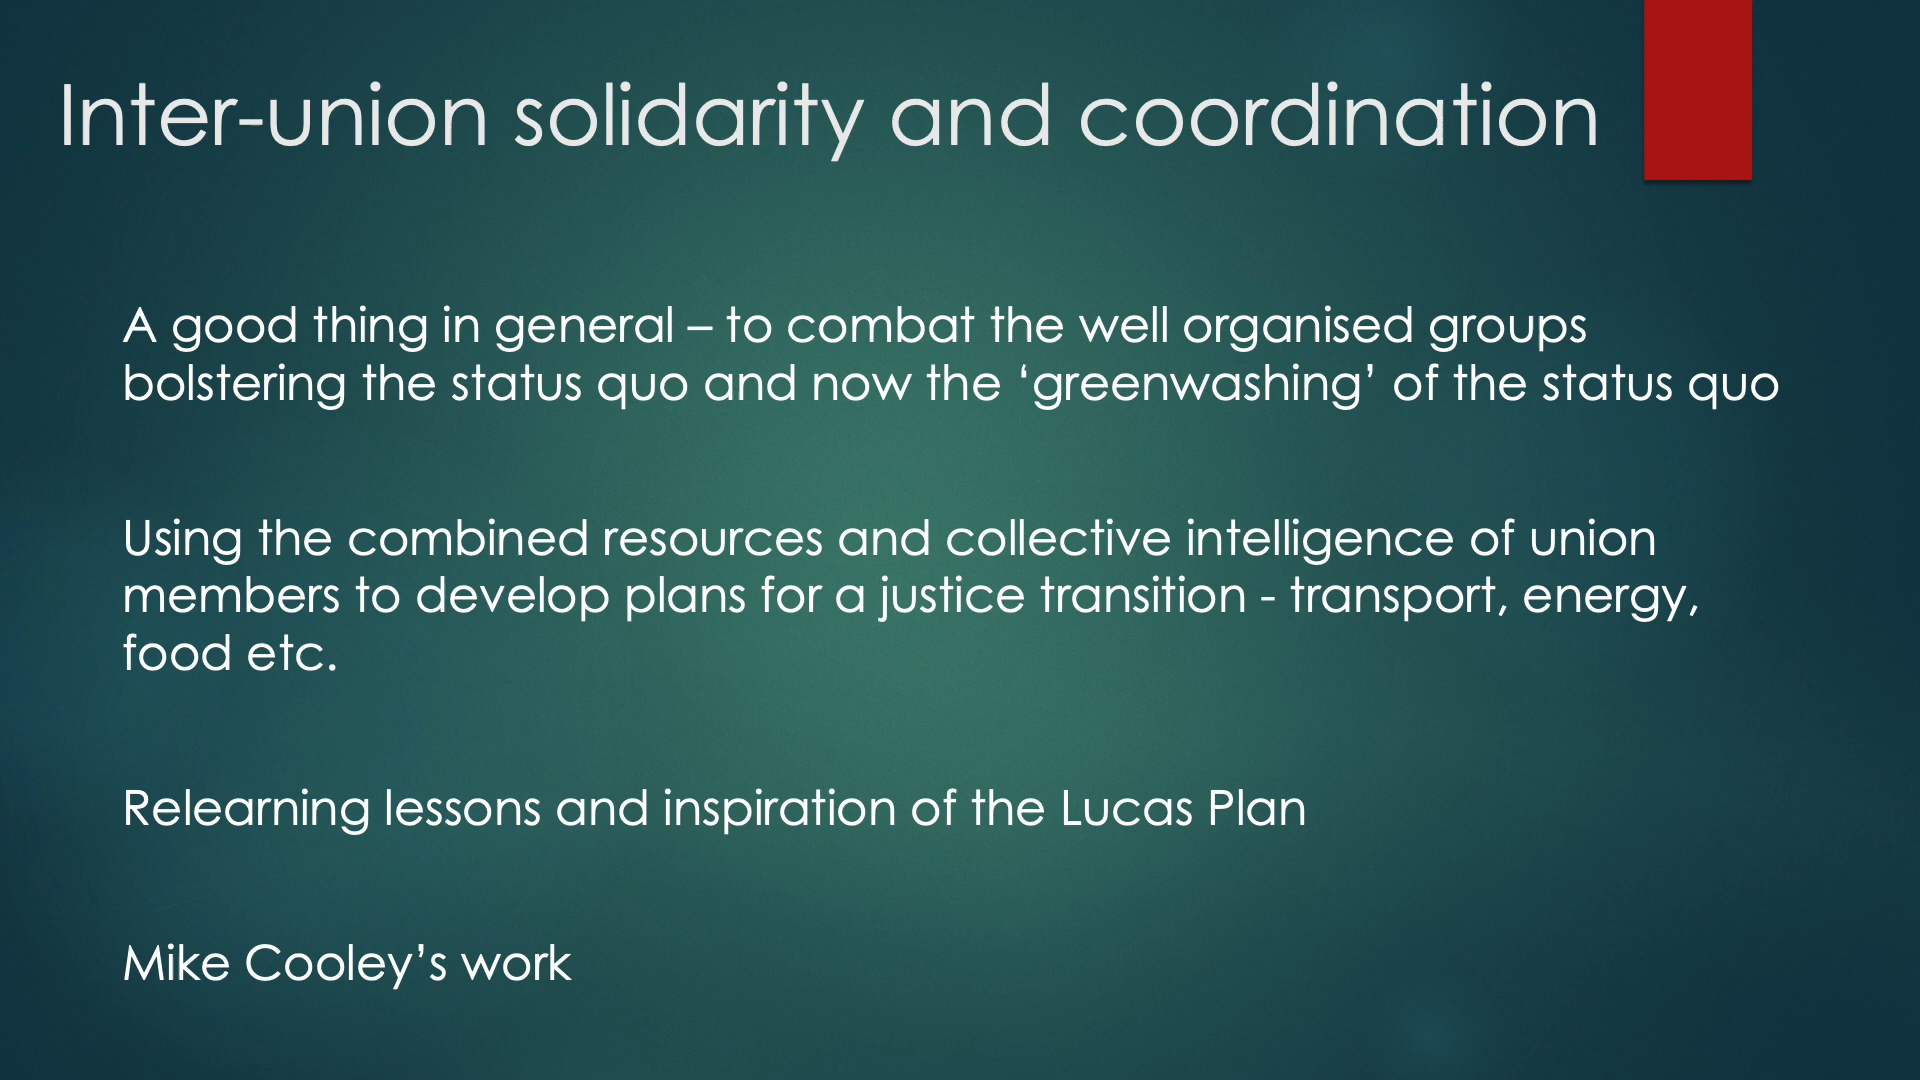 Inter-union solidarity and coordination
A good thing in general – to combat the well organised groups
bolstering the status quo and now the ‘greenwashing’ of the status quo
Using the combined resources and collective intelligence of union
members to develop plans for a justice transition - transport, energy,
food etc.
Relearning lessons and inspiration of the Lucas Plan
Mike Cooley’s work